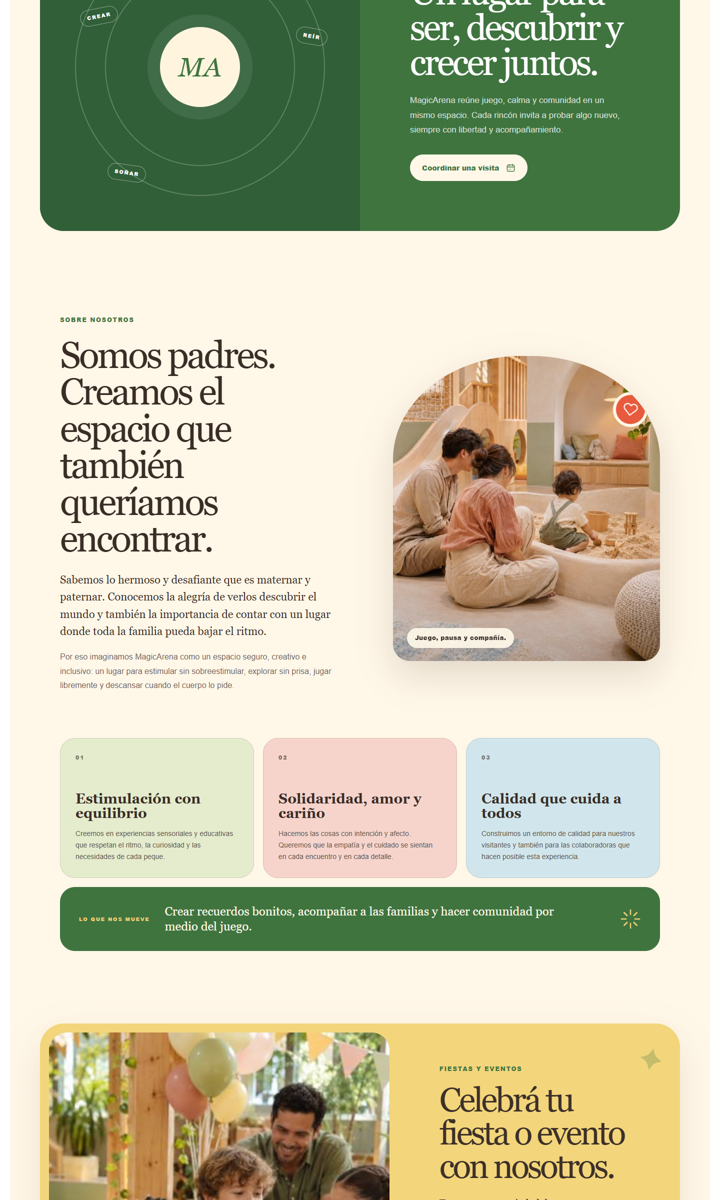 CREAR
REÍR
MA
SOÑAR
Un lugar para
ser, descubrir y
crecer juntos.
MagicArena reúne juego, calma y comunidad en un
mismo espacio. Cada rincón invita a probar algo nuevo,
siempre con libertad y acompañamiento.
Coordinar una visita
SOBRE NOSOTROS
Somos padres.
Creamos el
espacio que
también
queríamos
encontrar.
Sabemos lo hermoso y desafiante que es maternar y
paternar. Conocemos la alegría de verlos descubrir el
mundo y también la importancia de contar con un lugar
donde toda la familia pueda bajar el ritmo.
Por eso imaginamos MagicArena como un espacio seguro, creativo e
inclusivo: un lugar para estimular sin sobreestimular, explorar sin prisa, jugar
libremente y descansar cuando el cuerpo lo pide.
Juego, pausa y compañía.
01
Estimulación con
equilibrio
Creemos en experiencias sensoriales y educativas
que respetan el ritmo, la curiosidad y las
necesidades de cada peque.
02
Solidaridad, amor y
cariño
Hacemos las cosas con intención y afecto.
Queremos que la empatía y el cuidado se sientan
en cada encuentro y en cada detalle.
03
Calidad que cuida a
todos
Construimos un entorno de calidad para nuestros
visitantes y también para las colaboradoras que
hacen posible esta experiencia.
LO QUE NOS MUEVE
Crear recuerdos bonitos, acompañar a las familias y hacer comunidad por
medio del juego.
FIESTAS Y EVENTOS
Celebrá tu
fiesta o evento
con nosotros.